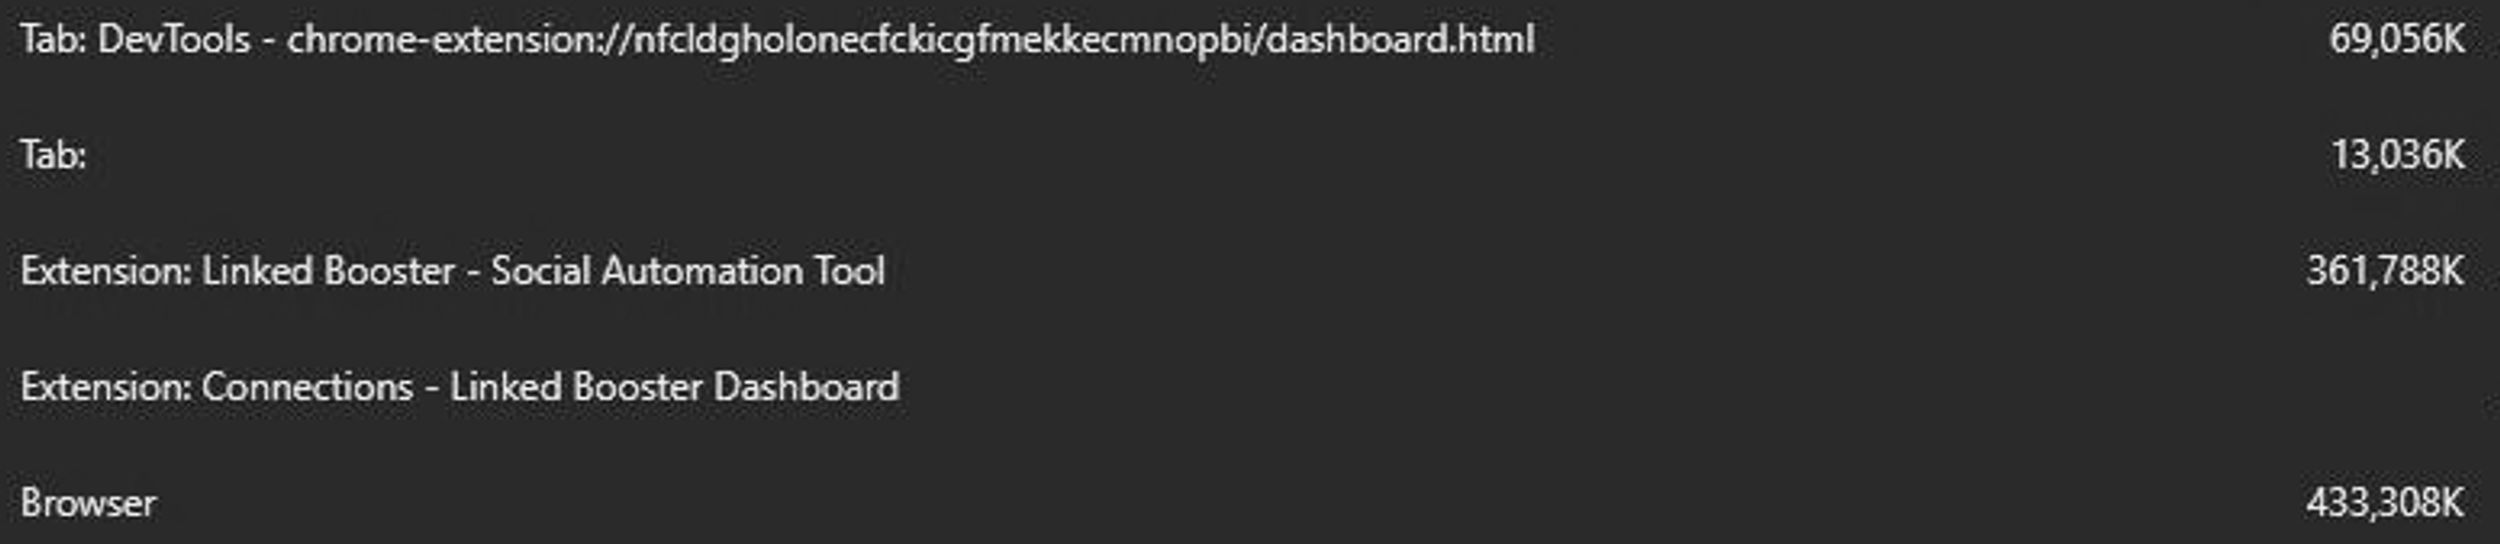 Tab: DevTools - chrome-extension://nfcldgholonecfckicgfmekkecmnopbi/dashboard.html 69,056K
Tab: 13,036K
Extension: Linked Booster - Social Automation Tool 361,788K
Extension: Connections - Linked Booster Dashboard
Browser 433,308K